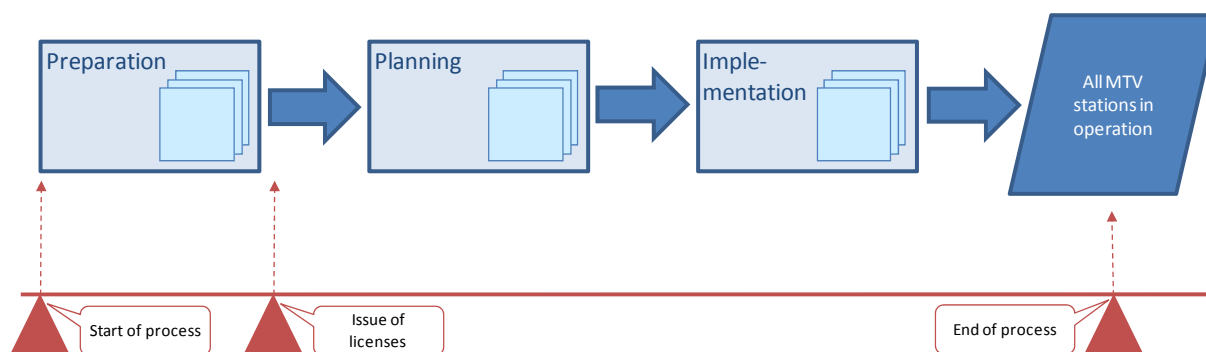 Preparation
Planning
Imple-
mentation
All MTV
stations in
operation
Start of process
Issue of
licenses
End of process